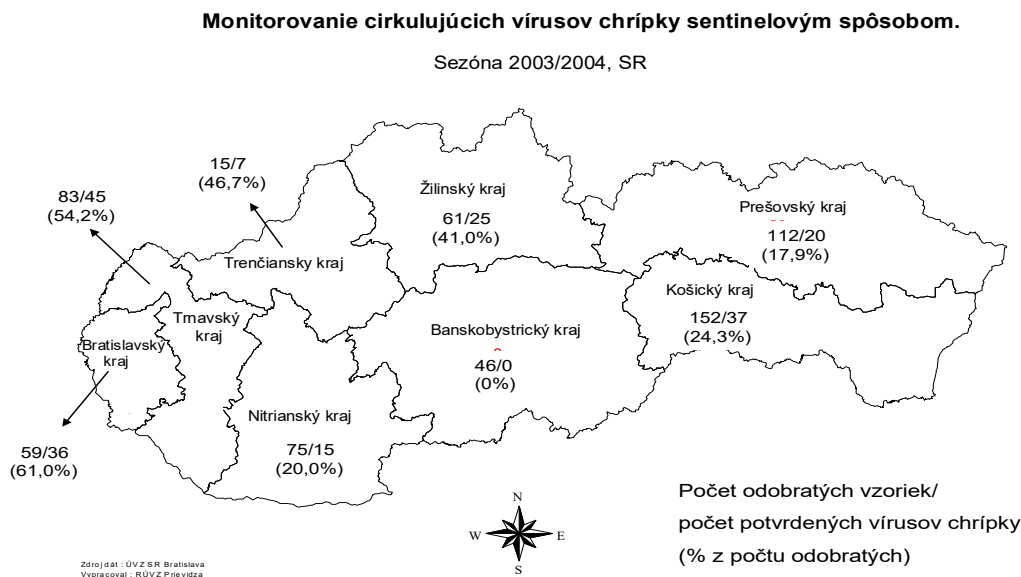 Monitorovanie cirkulujúcich vírusov chrípky sentinelovým spôsobom.
Sezóna 2003/2004, SR
15/7
(46,7%)
83/45
(54,2%)
Žilinský kraj
61/25
(41,0%)
Prešovský kraj
112/20
(17,9%)
Trenčiansky kraj
Košický kraj
152/37
(24,3%)
Trnavský
kraj
Bratislavský
kraj
Banskobystrický kraj
46/0
(0%)
Nitrianský kraj
75/15
(20,0%)
59/36
(61,0%)
Počet odobratých vzoriek/
počet potvrdených vírusov chrípky
(% z počtu odobratých)
N
W
E
S
Zdroj dát : ÚVZ SR Bratislava
Vypracoval : RÚVZ Prievidza